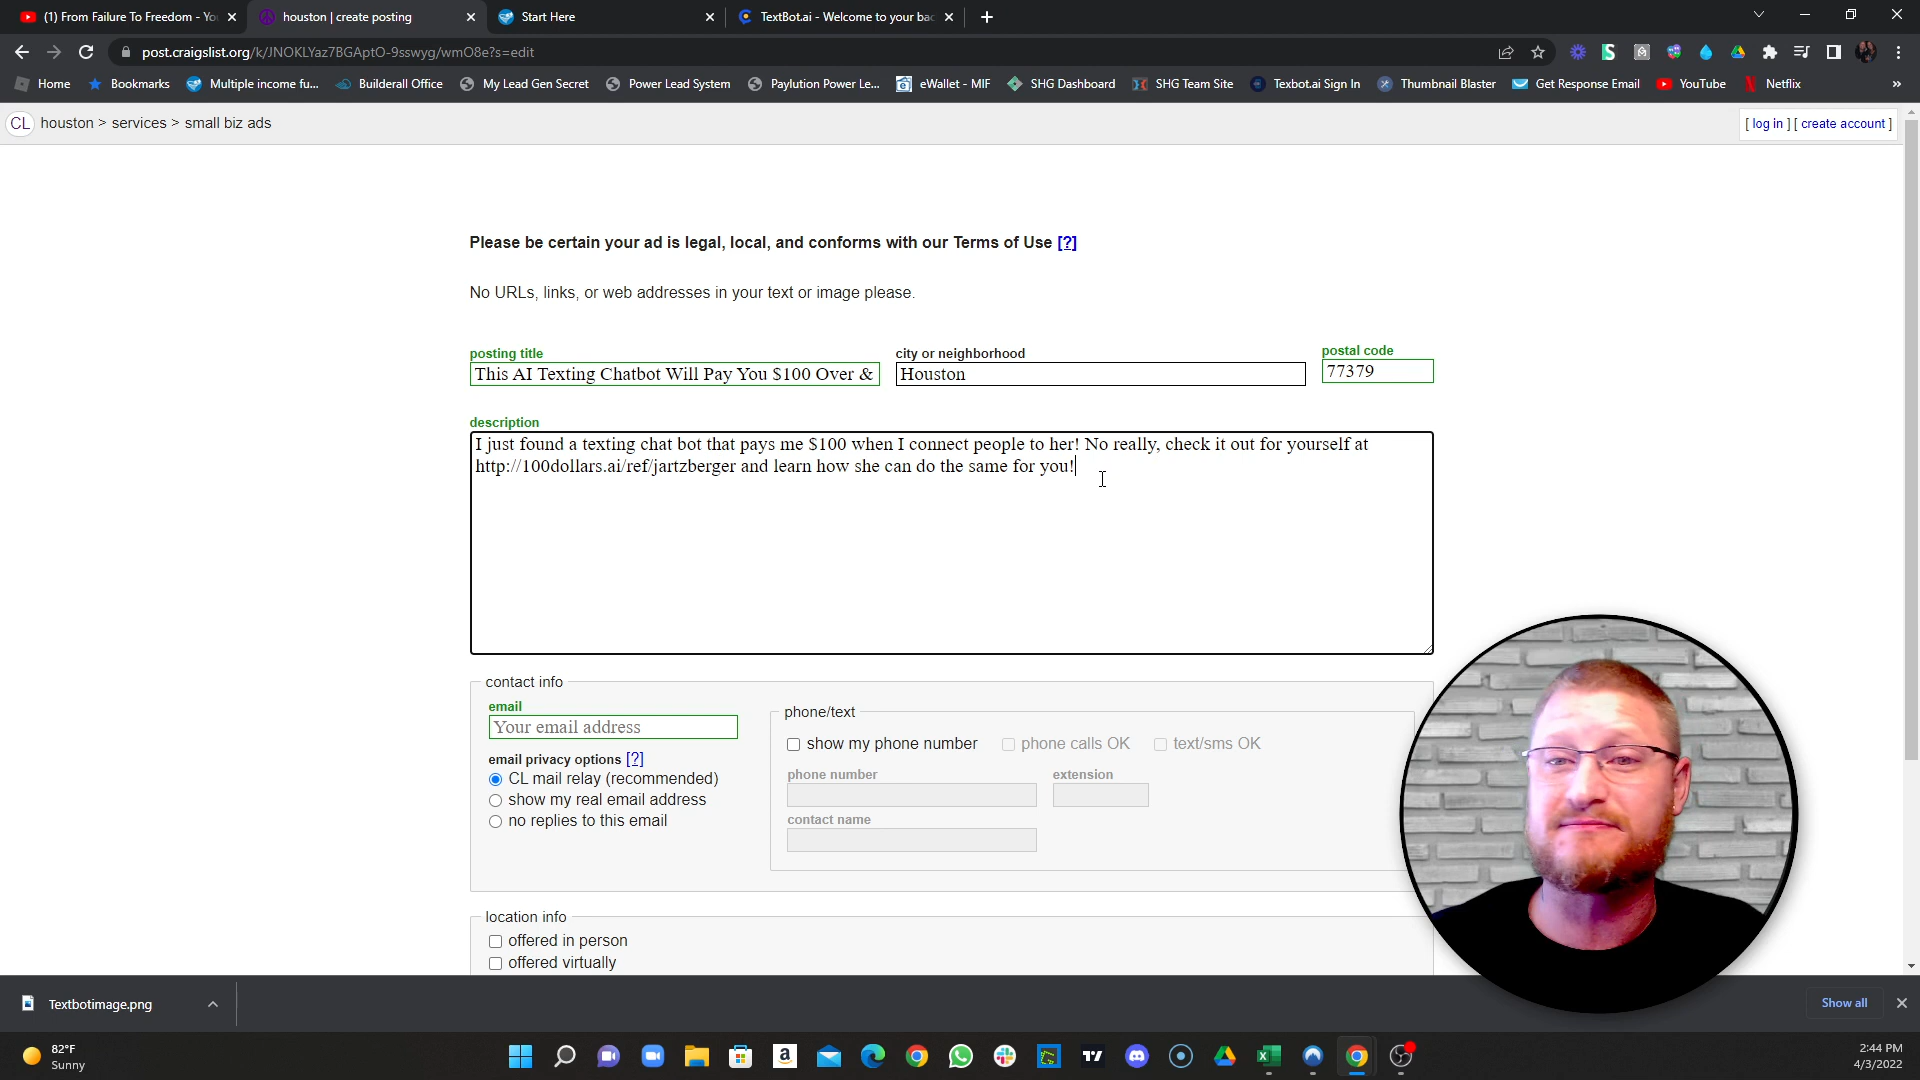 (1) From Failure To Freedom - Yo
houston | create posting
Start Here
TextBot.ai - Welcome to your bac
post.craigslist.org/k/JNOKLYaz7BGAptO-9sswyg/wmO8e?s=edit
Home
Bookmarks
Multiple income fu...
Builderall Office
My Lead Gen Secret
Power Lead System
Paylution Power Le...
eWallet - MIF
SHG Dashboard
SHG Team Site
Texbot.ai Sign In
Thumbnail Blaster
Get Response Email
YouTube
Netflix
»
CL houston > services > small biz ads
[ log in ] [ create account ]
Please be certain your ad is legal, local, and conforms with our Terms of Use [?]
No URLs, links, or web addresses in your text or image please.
posting title
city or neighborhood
postal code
This AI Texting Chatbot Will Pay You $100 Over &
Houston
77379
description
I just found a texting chat bot that pays me $100 when I connect people to her! No really, check it out for yourself at
http://100dollars.ai/ref/jartzberger and learn how she can do the same for you!
contact info
email
Your email address
email privacy options [?]
CL mail relay (recommended)
show my real email address
no replies to this email
phone/text
show my phone number
phone calls OK
text/sms OK
phone number
extension
contact name
location info
offered in person
offered virtually
Textbotimage.png
Show all
82°F
Sunny
2:44 PM
4/3/2022